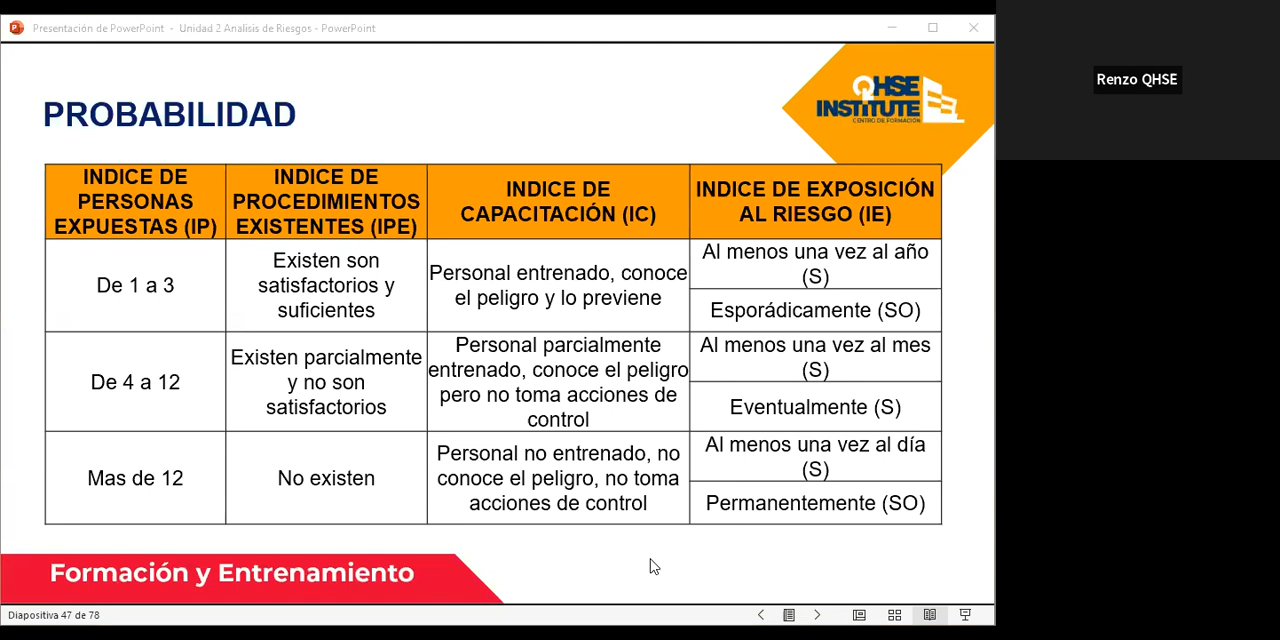 Presentación de PowerPoint - Unidad 2 Analisis de Riesgos - PowerPoint
Renzo QHSE
PROBABILIDAD
QHSE
INSTITUTE
CENTRO DE FORMACIÓN
INDICE DE
PERSONAS
EXPUESTAS (IP)
INDICE DE
PROCEDIMIENTOS
EXISTENTES (IPE)
INDICE DE
CAPACITACIÓN (IC)
INDICE DE EXPOSICIÓN
AL RIESGO (IE)
De 1 a 3
Existen son
satisfactorios y
suficientes
Personal entrenado, conoce
el peligro y lo previene
Al menos una vez al año
(S)
Esporádicamente (SO)
De 4 a 12
Existen parcialmente
y no son
satisfactorios
Personal parcialmente
entrenado, conoce el peligro
pero no toma acciones de
control
Al menos una vez al mes
(S)
Eventualmente (S)
Mas de 12
No existen
Personal no entrenado, no
conoce el peligro, no toma
acciones de control
Al menos una vez al día
(S)
Permanentemente (SO)
Formación y Entrenamiento
Diapositiva 47 de 78